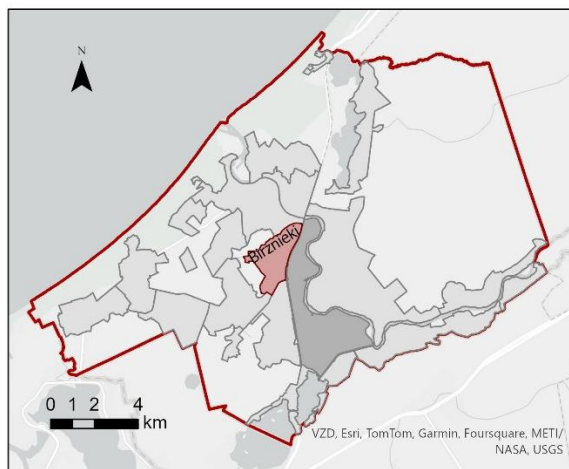 N
Birznieki
0 1 2 4
km
VZD, Esri, TomTom, Garmin, Foursquare, METI/
NASA, USGS